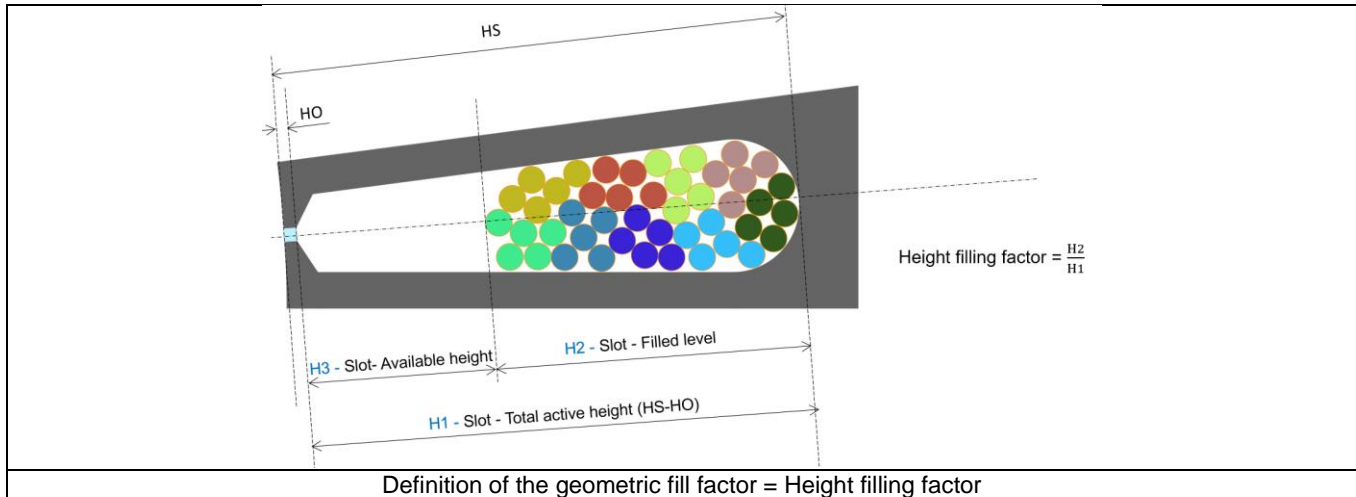 HS
HO
Height filling factor = H2/H1
H3 - Slot- Available height
H2 - Slot - Filled level
H1 - Slot - Total active height (HS-HO)
Definition of the geometric fill factor = Height filling factor